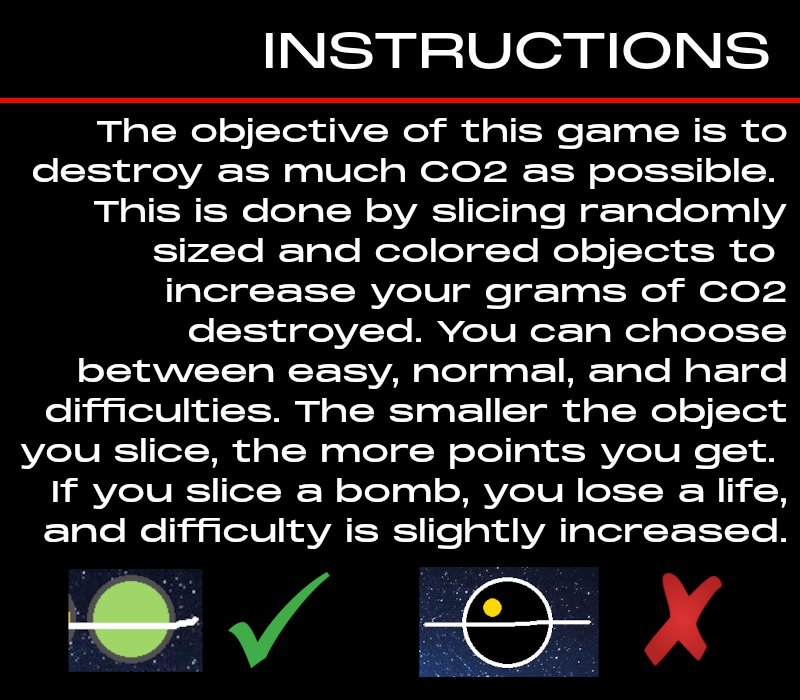 INSTRUCTIONS
The objective of this game is to
destroy as much CO2 as possible.
This is done by slicing randomly
sized and colored objects to
increase your grams of CO2
destroyed. You can choose
between easy, normal, and hard
difficulties. The smaller the object
you slice, the more points you get.
If you slice a bomb, you lose a life,
and difficulty is slightly increased.